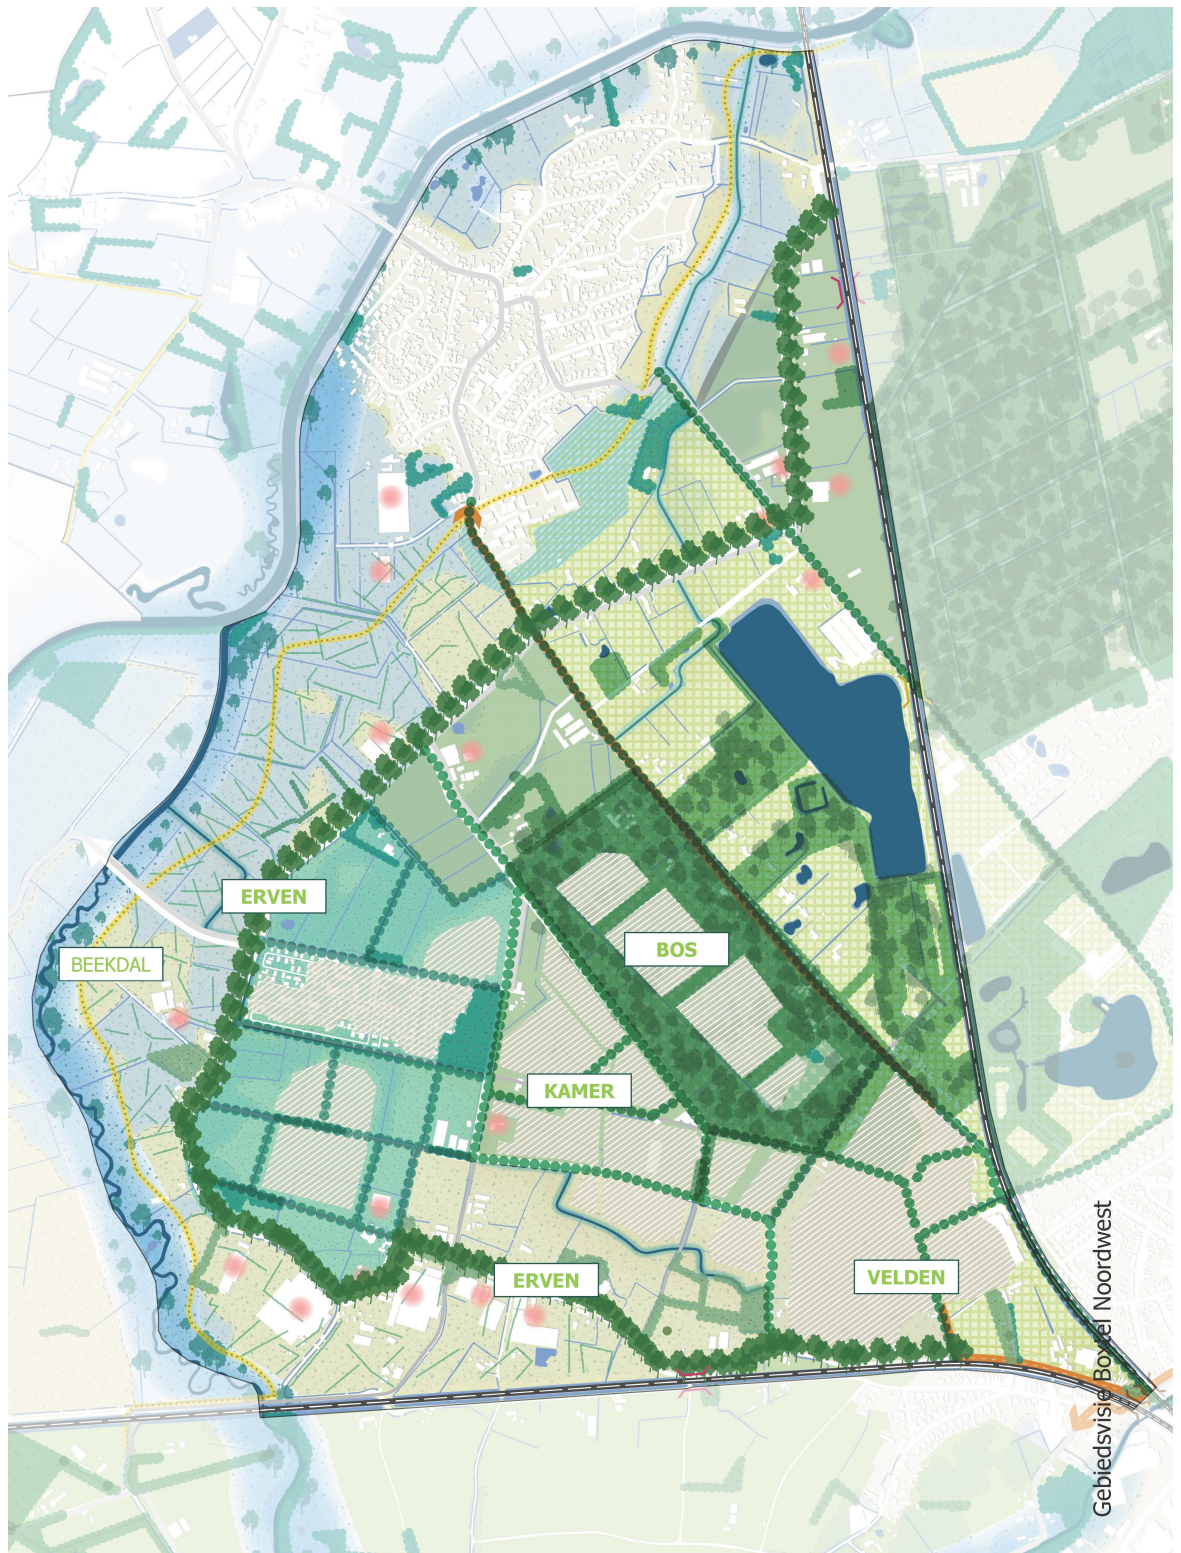 ERVEN
BEEKDAL
BOS
KAMER
ERVEN
VELDEN
Gebiedsvisie Boxtel Noordwest